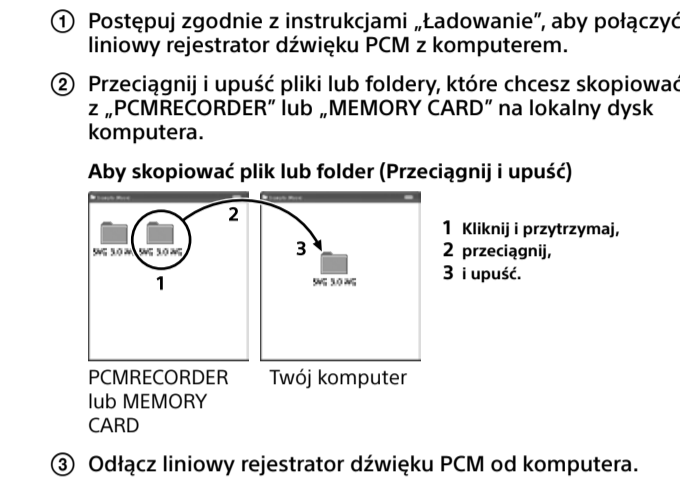 ① Postępuj zgodnie z instrukcjami „Ładowanie”, aby połączyć
liniowy rejestrator dźwięku PCM z komputerem.
② Przeciągnij i upuść pliki lub foldery, które chcesz skopiować
z „PCMRECORDER” lub „MEMORY CARD” na lokalny dysk
komputera.
Aby skopiować plik lub folder (Przeciągnij i upuść)
2
3
1
1 Kliknij i przytrzymaj,
2 przeciągnij,
3 i upuść.
PCMRECORDER
lub MEMORY
CARD
Twój komputer
③ Odłącz liniowy rejestrator dźwięku PCM od komputera.